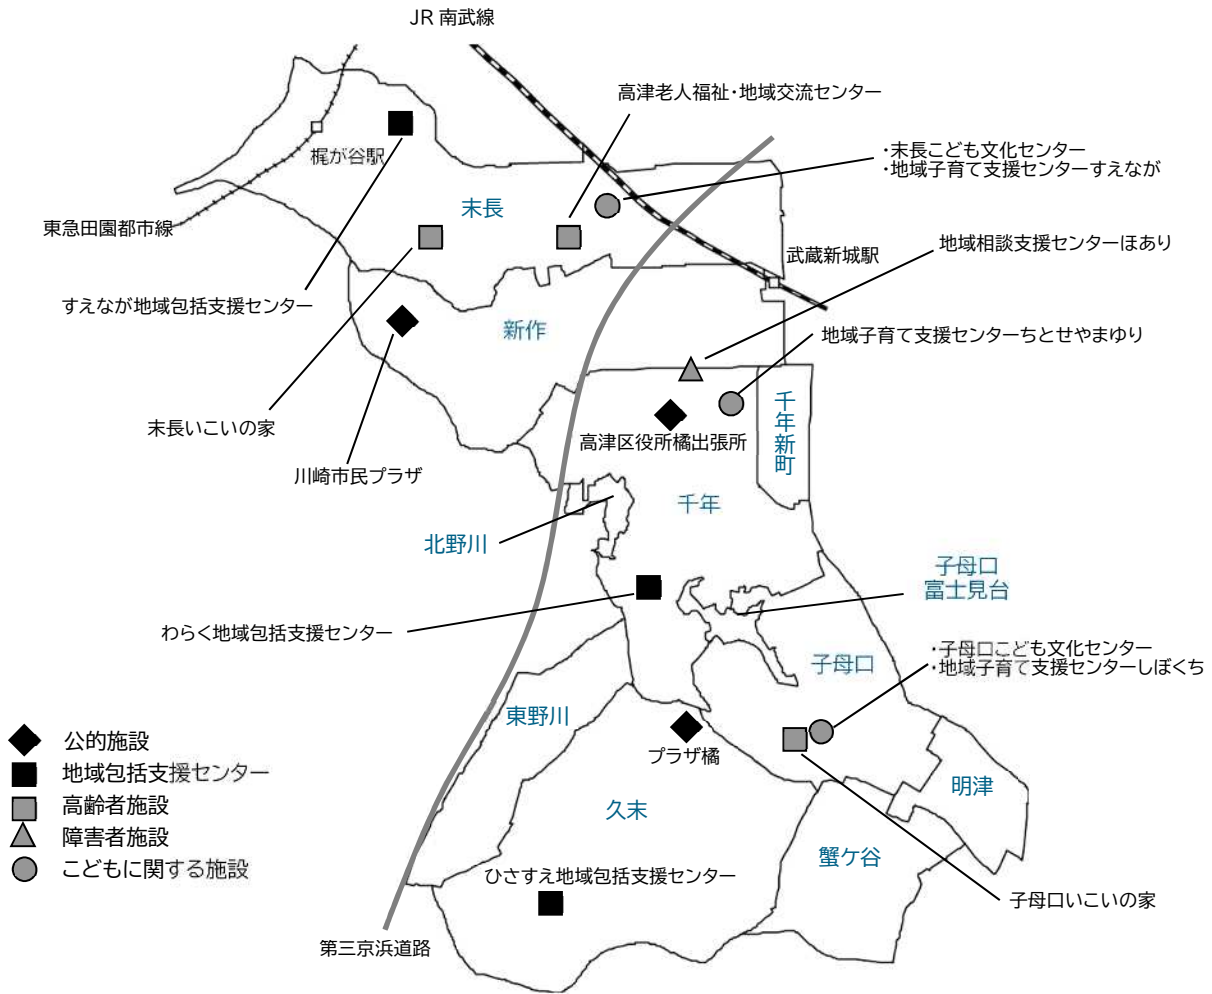 JR 南武線
高津老人福祉・地域交流センター
・末長こども文化センター
・地域子育て支援センターすえなが
梶が谷駅
末長
東急田園都市線
地域相談支援センターほあり
武蔵新城駅
すえなが地域包括支援センター
新作
地域子育て支援センターちとせやまゆり
千年新町
末長いこいの家
高津区役所橘出張所
川崎市民プラザ
千年
北野川
子母口
富士見台
わらく地域包括支援センター
・子母口こども文化センター
・地域子育て支援センターしぼくち
子母口
東野川
公的施設
プラザ橘
地域包括支援センター
明津
高齢者施設
久末
障害者施設
蟹ケ谷
こどもに関する施設
ひさすえ地域包括支援センター
子母口いこいの家
第三京浜道路